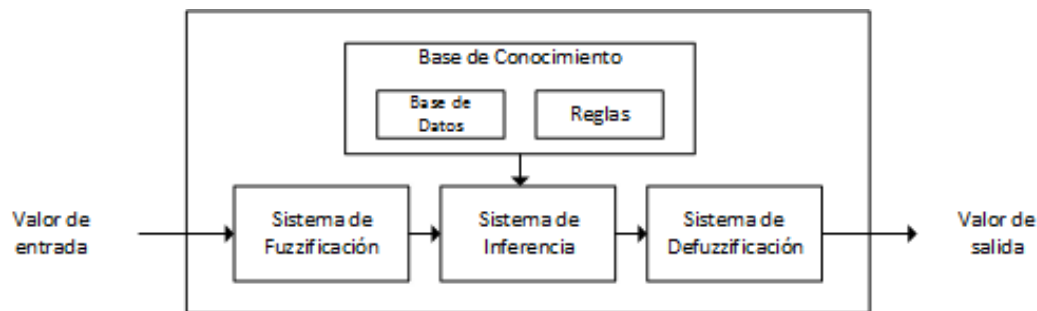 Base de Conocimiento
Base de
Datos
Reglas
Valor de
entrada
Sistema de
Fuzzificación
Sistema de
Inferencia
Sistema de
Defuzzificación
Valor de
salida